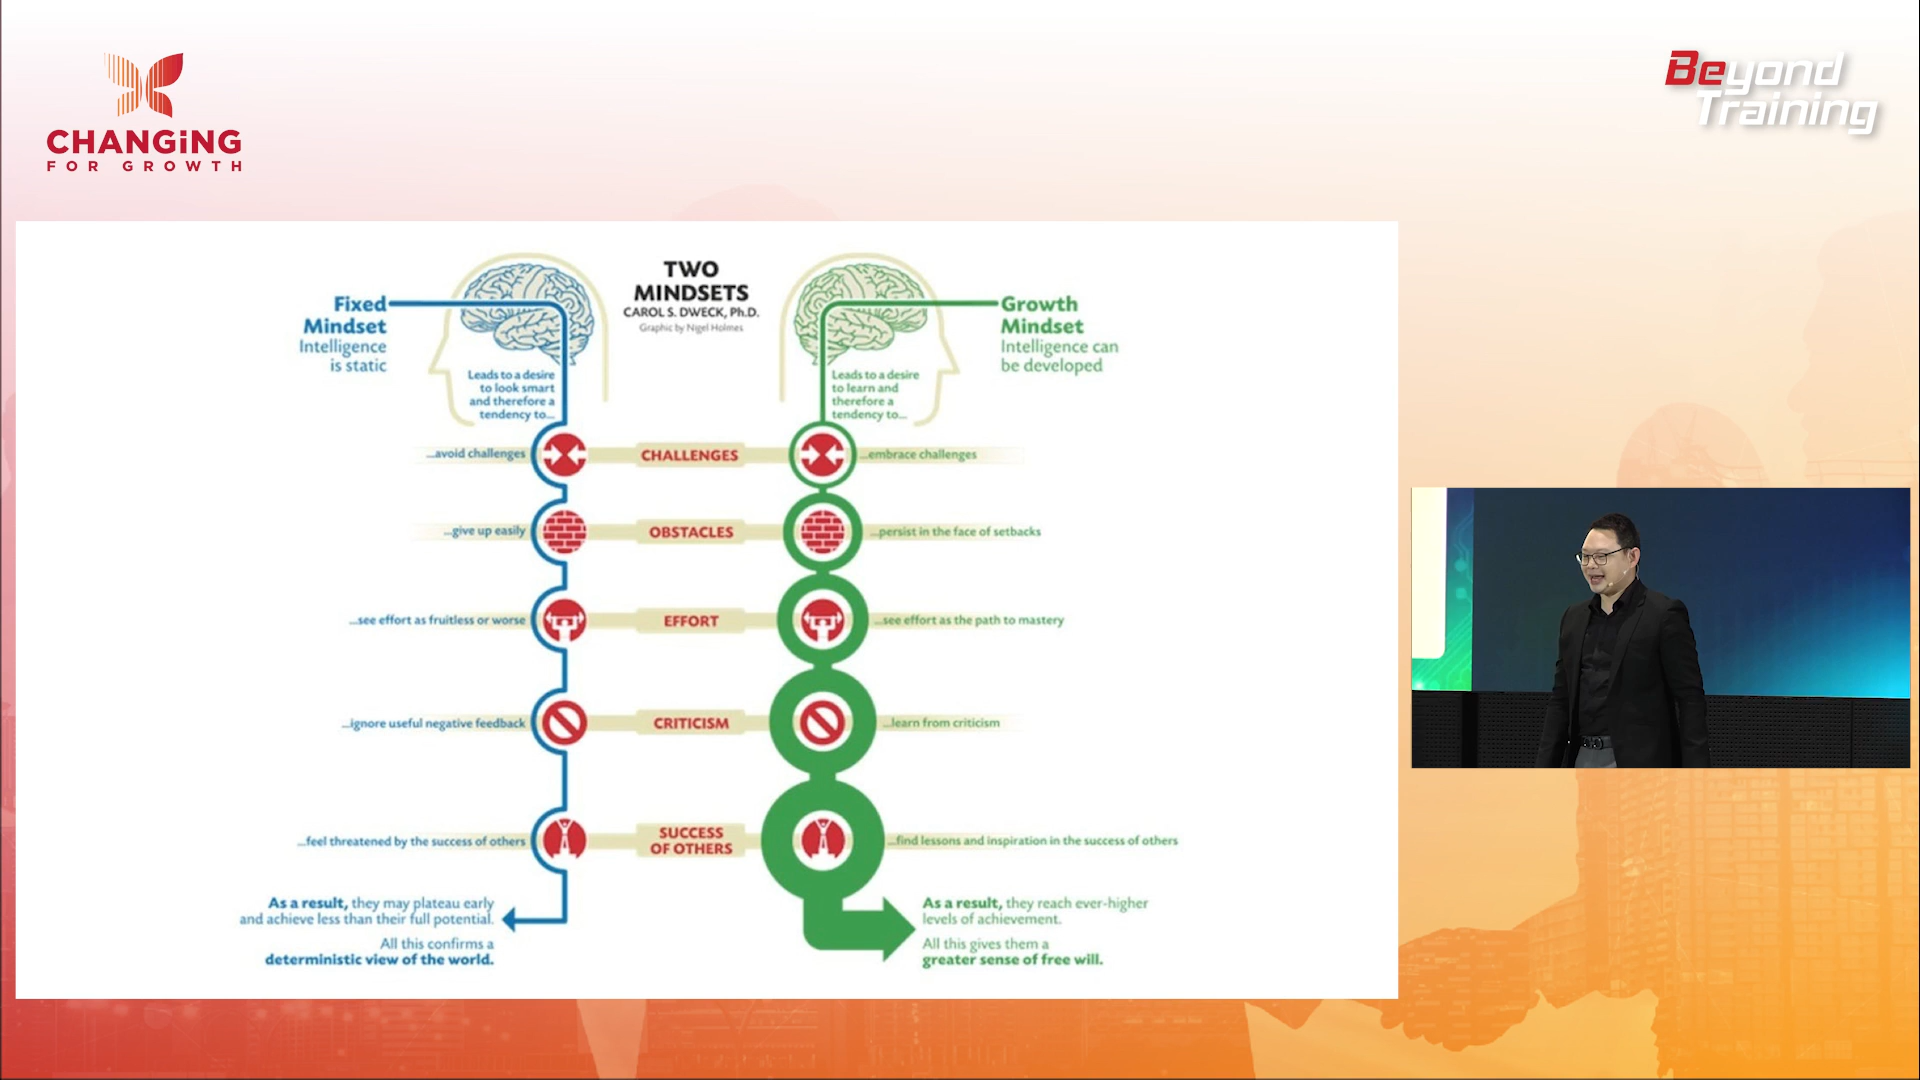 CHANGiNG
FOR GROWTH
Beyond
Training
TWO
MINDSETS
CAROL S. DWECK, Ph.D.
Graphic by Nigel Holmes
Fixed
Mindset
Intelligence
is static
Growth
Mindset
Intelligence can
be developed
Leads to a desire
to look smart
and therefore a
tendency to...
Leads to a desire
to learn and
therefore a
tendency to...
...avoid challenges
CHALLENGES
...embrace challenges
...give up easily
OBSTACLES
...persist in the face of setbacks
...see effort as fruitless or worse
EFFORT
...see effort as the path to mastery
...ignore useful negative feedback
CRITICISM
...learn from criticism
...feel threatened by the success of others
SUCCESS
OF OTHERS
...find lessons and inspiration in the success of others
As a result, they may plateau early
and achieve less than their full potential.
All this confirms a
deterministic view of the world.
As a result, they reach ever-higher
levels of achievement.
All this gives them a
greater sense of free will.